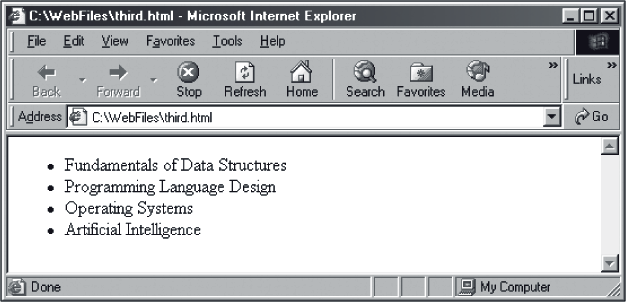 C:\WebFiles\third.html - Microsoft Internet Explorer
File Edit View Favorites Tools Help
Back Forward Stop Refresh Home Search Favorites Media » Links »
Address C:\WebFiles\third.html Go
• Fundamentals of Data Structures
• Programming Language Design
• Operating Systems
• Artificial Intelligence
Done My Computer